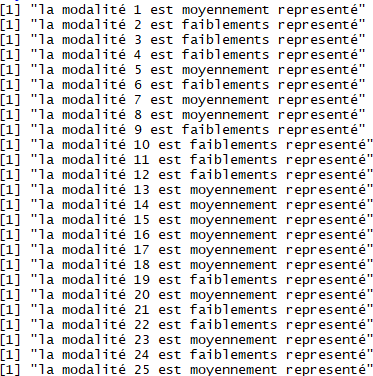 [1] "la modalité 1 est moyennement representé"
[1] "la modalité 2 est faiblements representé"
[1] "la modalité 3 est faiblements representé"
[1] "la modalité 4 est faiblements representé"
[1] "la modalité 5 est moyennement representé"
[1] "la modalité 6 est faiblements representé"
[1] "la modalité 7 est moyennement representé"
[1] "la modalité 8 est moyennement representé"
[1] "la modalité 9 est faiblements representé"
[1] "la modalité 10 est faiblements representé"
[1] "la modalité 11 est faiblements representé"
[1] "la modalité 12 est faiblements representé"
[1] "la modalité 13 est moyennement representé"
[1] "la modalité 14 est moyennement representé"
[1] "la modalité 15 est moyennement representé"
[1] "la modalité 16 est moyennement representé"
[1] "la modalité 17 est moyennement representé"
[1] "la modalité 18 est moyennement representé"
[1] "la modalité 19 est faiblements representé"
[1] "la modalité 20 est moyennement representé"
[1] "la modalité 21 est faiblements representé"
[1] "la modalité 22 est faiblements representé"
[1] "la modalité 23 est moyennement representé"
[1] "la modalité 24 est faiblements representé"
[1] "la modalité 25 est moyennement representé"